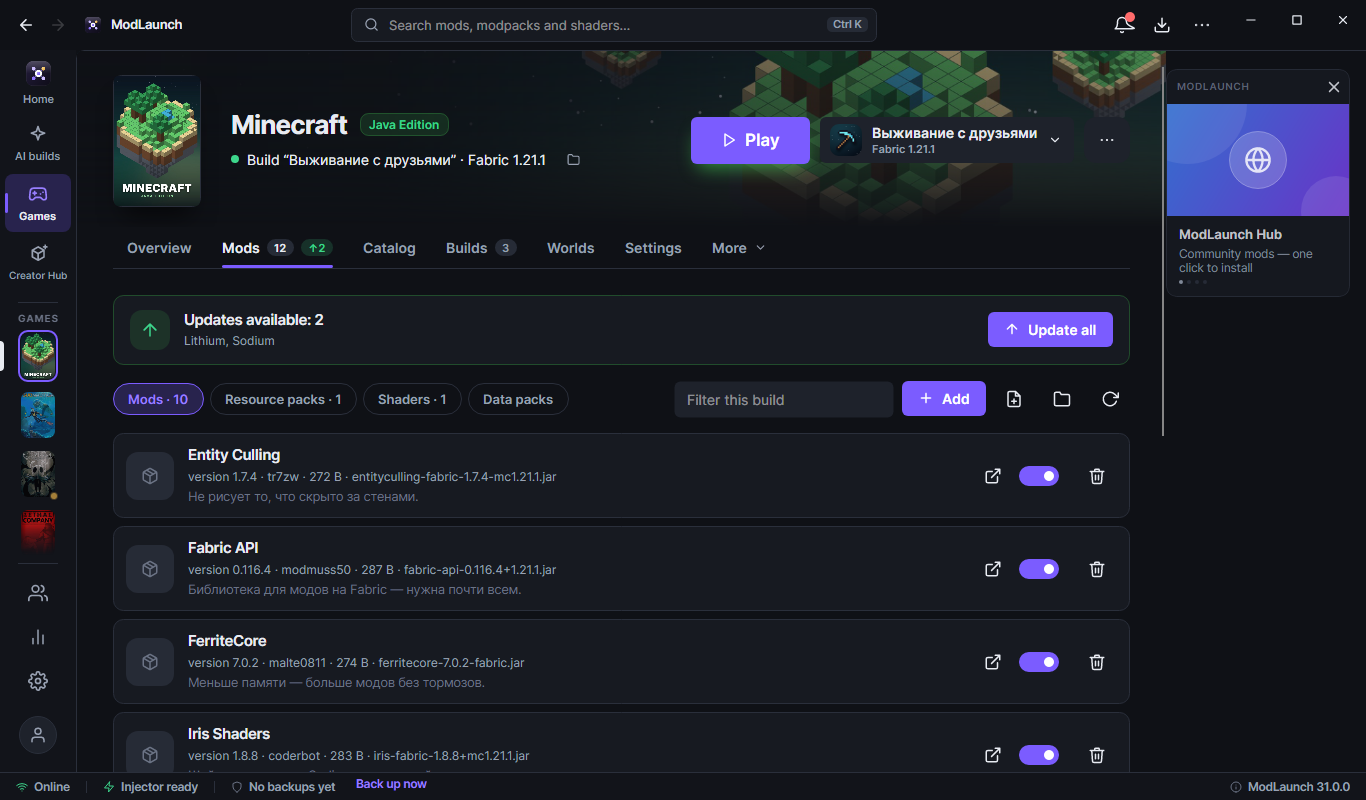 ModLaunch
Search mods, modpacks and shaders...
Ctrl K
Home
AI builds
Games
Creator Hub
GAMES
MINECRAFT
Minecraft
Java Edition
Build “Выживание с друзьями” · Fabric 1.21.1
Play
Выживание с друзьями
Fabric 1.21.1
MODLAUNCH
ModLaunch Hub
Community mods — one
click to install
Overview
Mods 12 ↑2
Catalog
Builds 3
Worlds
Settings
More
Updates available: 2
Lithium, Sodium
Update all
Mods · 10
Resource packs · 1
Shaders · 1
Data packs
Filter this build
Add
Entity Culling
version 1.7.4 · tr7zw · 272 B · entityculling-fabric-1.7.4-mc1.21.1.jar
Не рисует то, что скрыто за стенами.
Fabric API
version 0.116.4 · modmuss50 · 287 B · fabric-api-0.116.4+1.21.1.jar
Библиотека для модов на Fabric — нужна почти всем.
FerriteCore
version 7.0.2 · malte0811 · 274 B · ferritecore-7.0.2-fabric.jar
Меньше памяти — больше модов без тормозов.
Iris Shaders
version 1.8.8 · coderbot · 283 B · iris-fabric-1.8.8+mc1.21.1.jar
Online
Injector ready
No backups yet
Back up now
ModLaunch 31.0.0